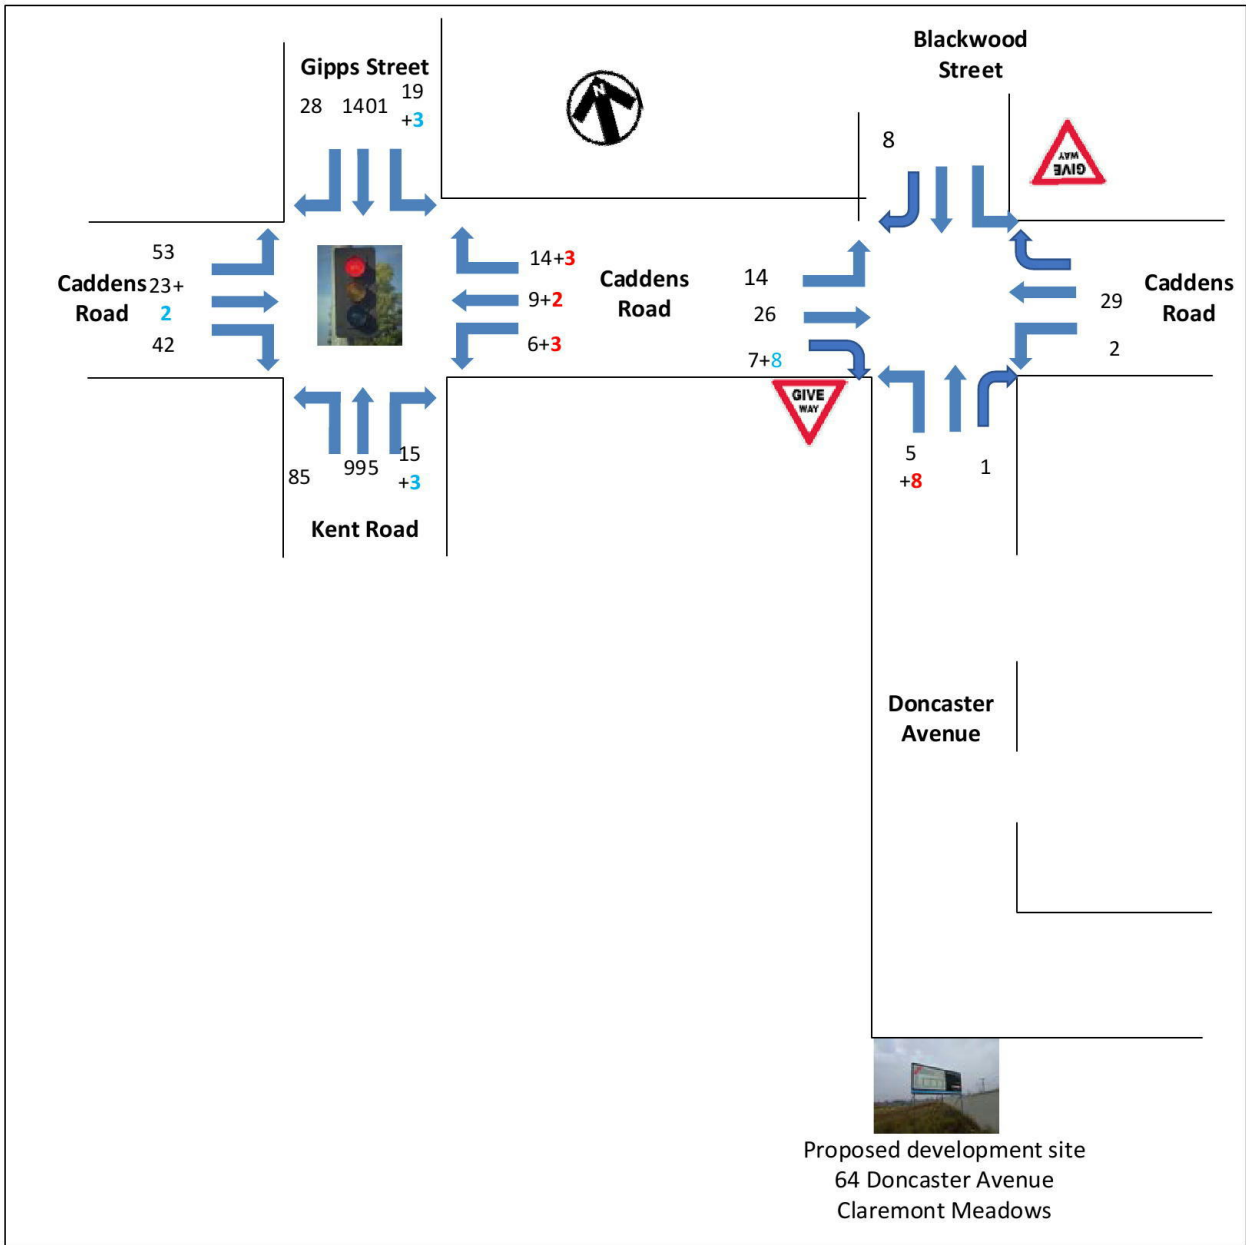 Gipps Street
28 1401 19
+3
N
Blackwood
Street
8
GIVE
WAY
53
Caddens
Road
23+
2
42
14+3
9+2
6+3
Caddens
Road
14
26
7+8
29
2
Caddens
Road
GIVE
WAY
85 995 15
+3
Kent Road
5
+8
1
Doncaster
Avenue
Proposed development site
64 Doncaster Avenue
Claremont Meadows